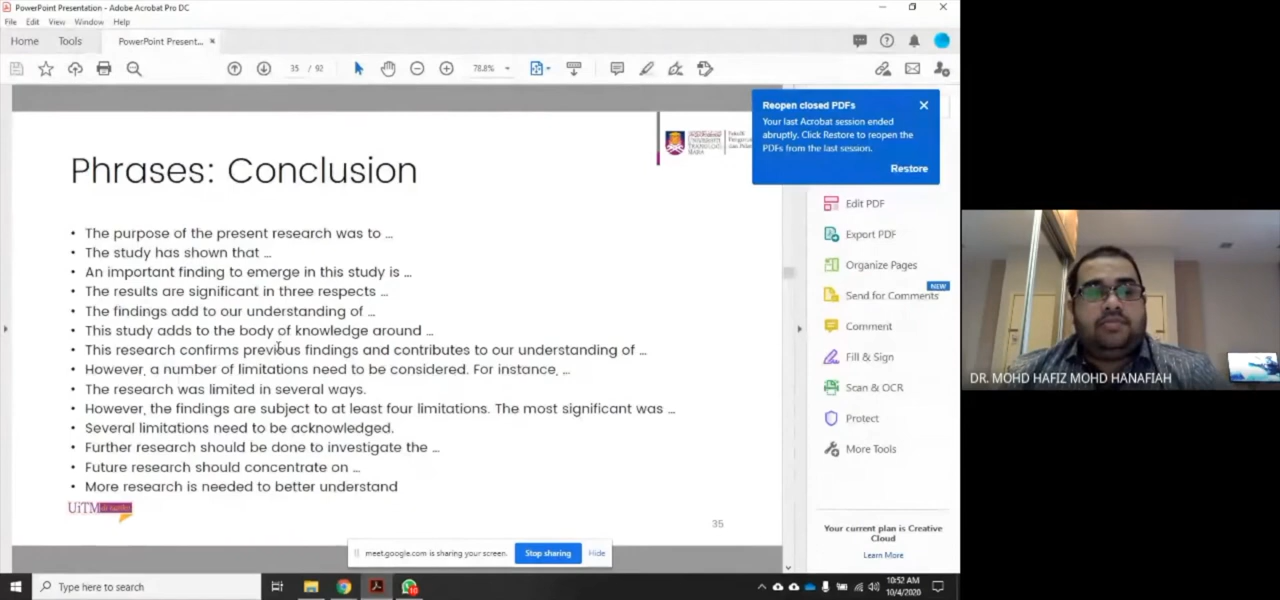 PowerPoint Presentation - Adobe Acrobat Pro DC
File Edit View Window Help
Home Tools PowerPoint Present... ×
35 / 92 78.8%
Reopen closed PDFs
Your last Acrobat session ended
abruptly. Click Restore to reopen the
PDFs from the last session.
Restore
UNIVERSITI
TEKNOLOGI
MARA
Phrases: Conclusion
• The purpose of the present research was to ...
• The study has shown that ...
• An important finding to emerge in this study is ...
• The results are significant in three respects ...
• The findings add to our understanding of ...
• This study adds to the body of knowledge around ...
• This research confirms previous findings and contributes to our understanding of ...
• However, a number of limitations need to be considered. For instance, ...
• The research was limited in several ways.
• However, the findings are subject to at least four limitations. The most significant was ...
• Several limitations need to be acknowledged.
• Further research should be done to investigate the ...
• Future research should concentrate on ...
• More research is needed to better understand
UiTM
35
Edit PDF
Export PDF
Organize Pages
NEW
Send for Comments
Comment
Fill & Sign
Scan & OCR
Protect
More Tools
Your current plan is Creative
Cloud
Learn More
DR. MOHD HAFIZ MOHD HANAFIAH
meet.google.com is sharing your screen. Stop sharing Hide
Type here to search
10:52 AM
10/4/2020